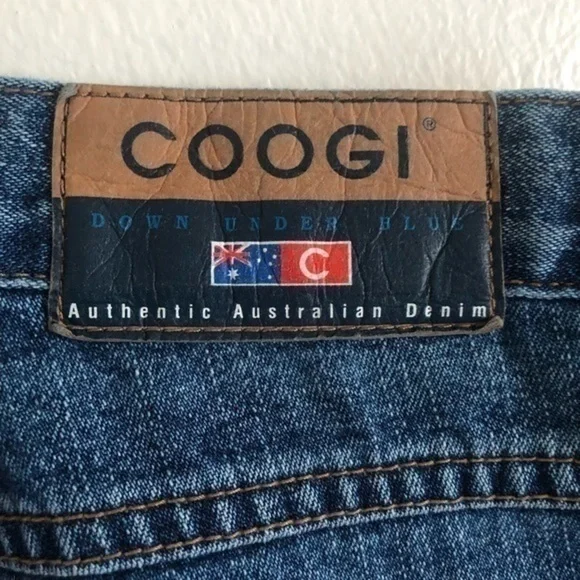 COOGI®
DOWN UNDER BLUE
C
Authentic Australian Denim